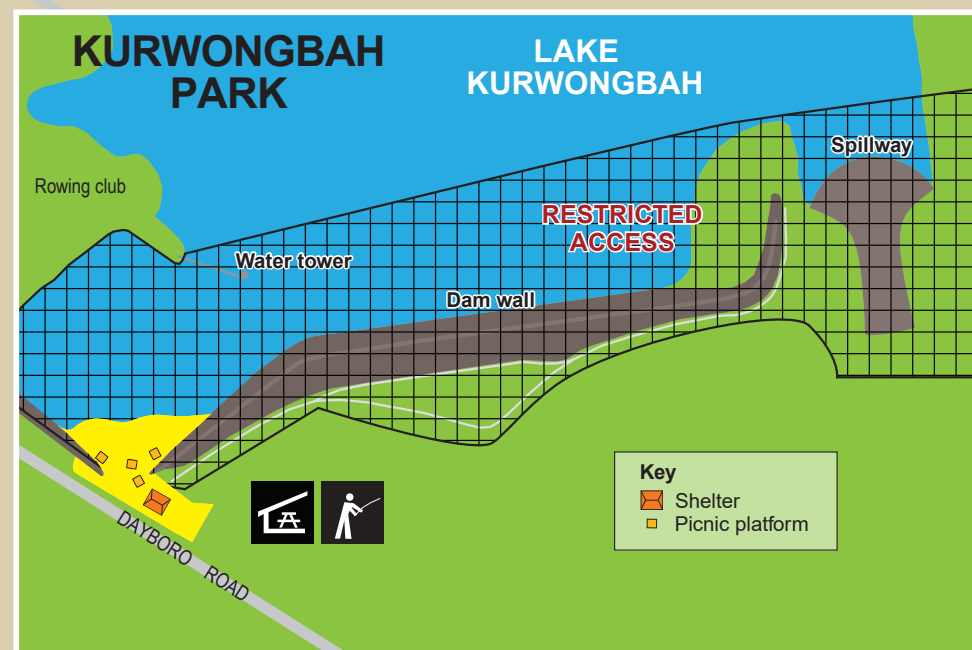 KURWONGBAH
PARK
LAKE
KURWONGBAH
Spillway
Rowing club
RESTRICTED
ACCESS
Water tower
Dam wall
Key
Shelter
Picnic platform
DAYBORO ROAD